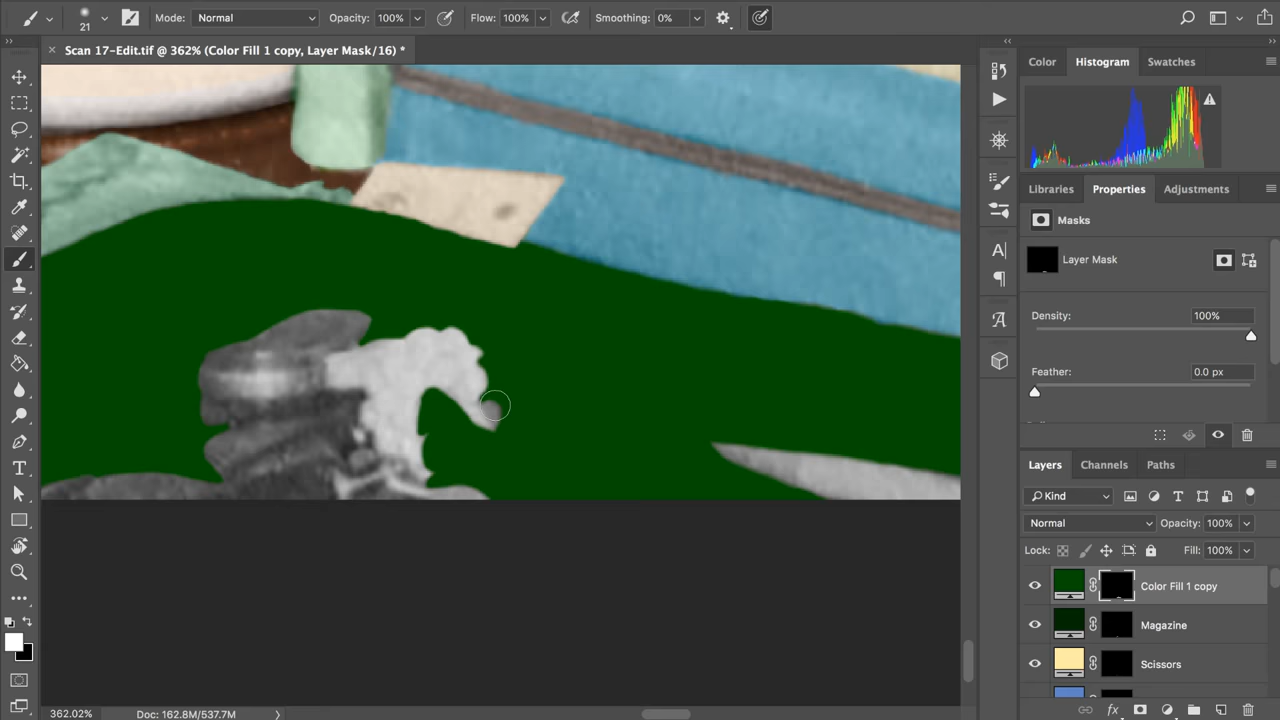 21
Mode: Normal
Opacity: 100%
Flow: 100%
Smoothing: 0%
Scan 17-Edit.tif @ 362% (Color Fill 1 copy, Layer Mask/16) *
Color
Histogram
Swatches
Libraries
Properties
Adjustments
Masks
Layer Mask
Density: 100%
Feather: 0.0 px
Layers
Channels
Paths
Kind
Normal
Opacity: 100%
Lock:
Fill: 100%
Color Fill 1 copy
Magazine
Scissors
362.02%
Doc: 162.8M/537.7M